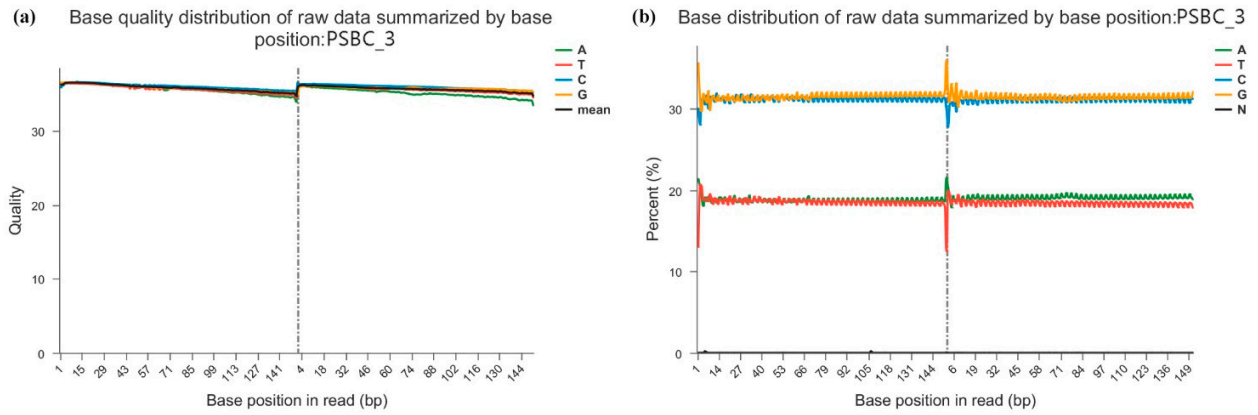 (a)
Base quality distribution of raw data summarized by base
position:PSBC_3
A
T
C
G
mean
Quality
30
20
10
0
1 15 29 43 57 71 85 99 113 127 141 4 18 32 46 60 74 88 102 116 130 144
Base position in read (bp)
(b)
Base distribution of raw data summarized by base position:PSBC_3
A
T
C
G
N
Percent (%)
30
20
10
0
1 14 27 40 53 66 79 92 105 118 131 144 6 19 32 45 58 71 84 97 110 123 136 149
Base position in read (bp)